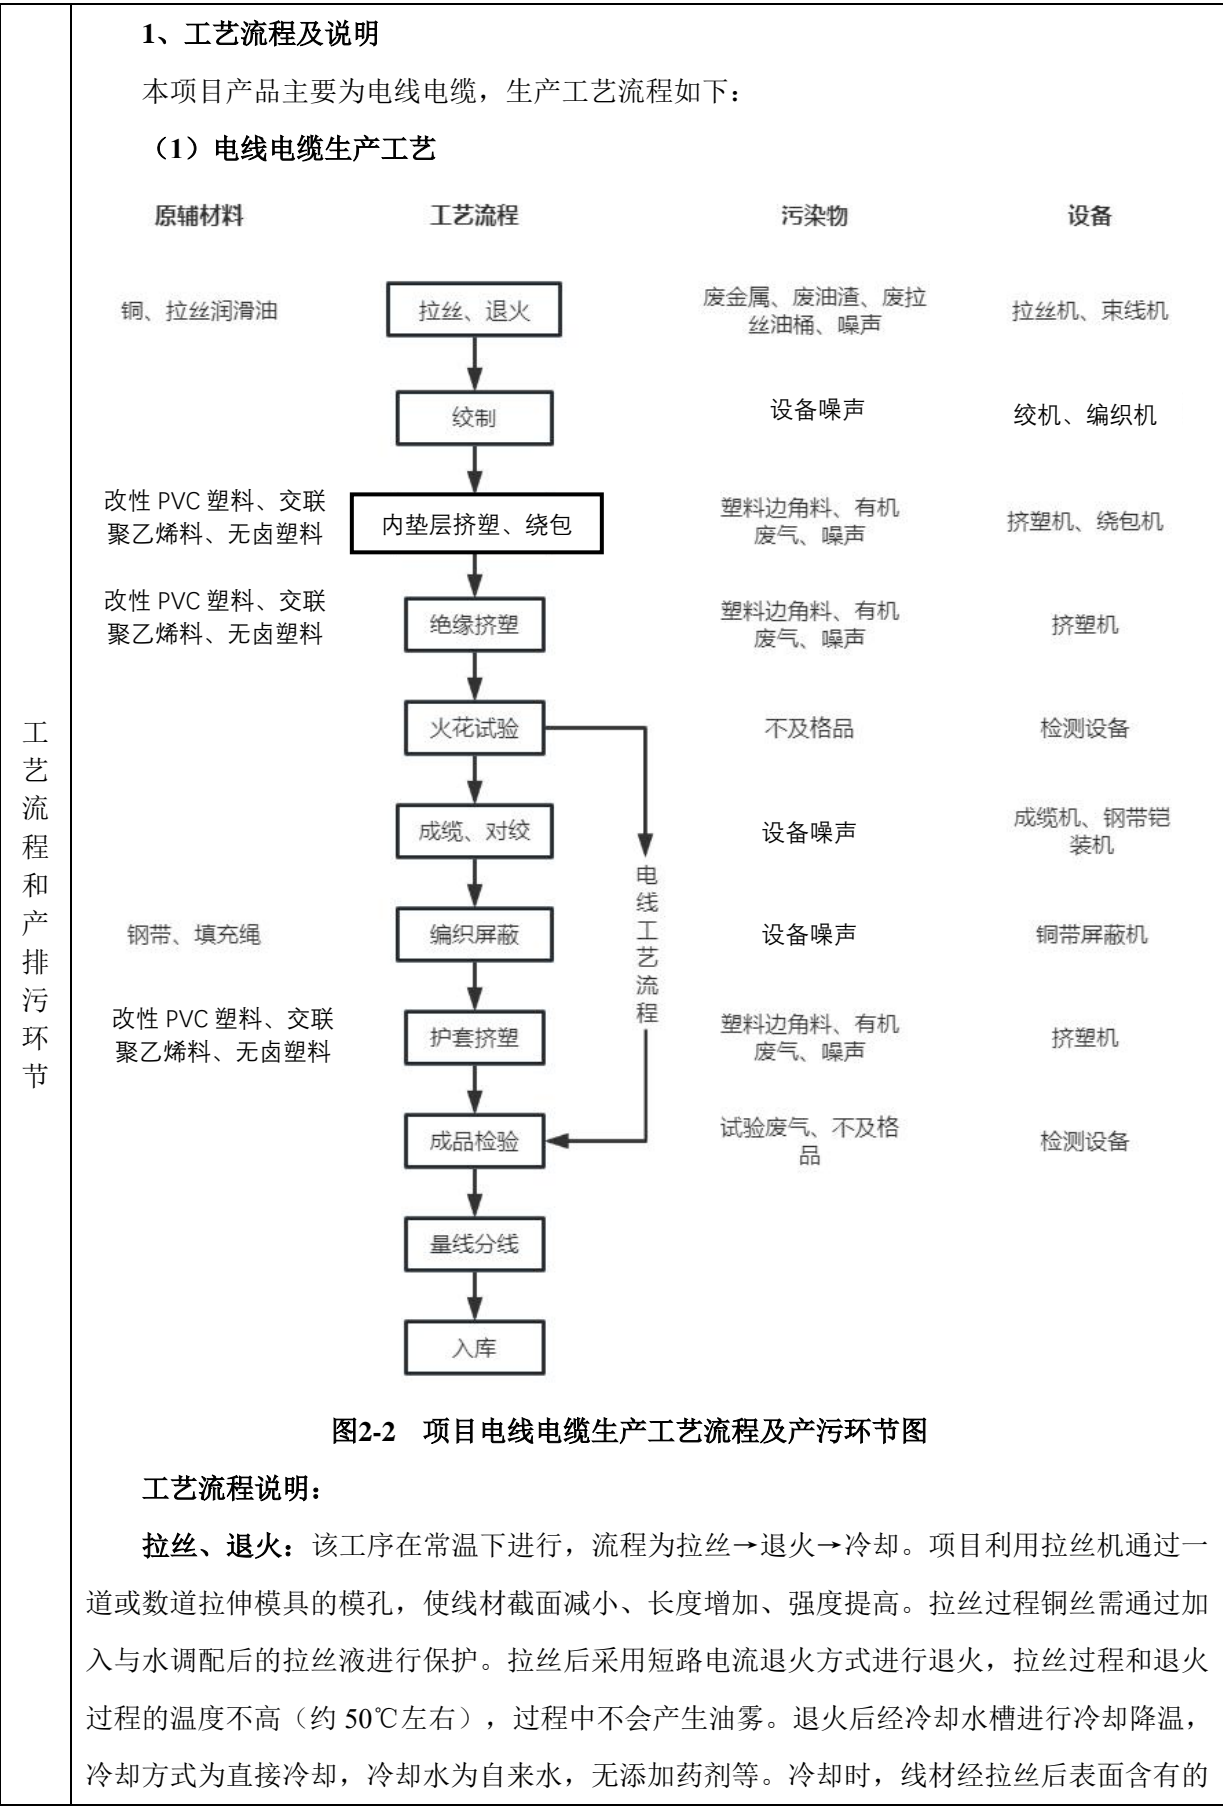 1、工艺流程及说明
本项目产品主要为电线电缆，生产工艺流程如下：
（1）电线电缆生产工艺
原辅材料 工艺流程 污染物 设备
铜、拉丝润滑油 拉丝、退火 废金属、废油渣、废拉
丝油桶、噪声 拉丝机、束线机
绞制 设备噪声 绞机、编织机
改性 PVC 塑料、交联
聚乙烯料、无卤塑料 内垫层挤塑、绕包 塑料边角料、有机
废气、噪声 挤塑机、绕包机
改性 PVC 塑料、交联
聚乙烯料、无卤塑料 绝缘挤塑 塑料边角料、有机
废气、噪声 挤塑机
火花试验 不及格品 检测设备
成缆、对绞 设备噪声 成缆机、钢带铠
装机
电线工艺流程
钢带、填充绳 编织屏蔽 设备噪声 铜带屏蔽机
改性 PVC 塑料、交联
聚乙烯料、无卤塑料 护套挤塑 塑料边角料、有机
废气、噪声 挤塑机
成品检验 试验废气、不及格
品 检测设备
量线分线
入库
工艺流程和产排污环节
图2-2 项目电线电缆生产工艺流程及产污环节图
工艺流程说明：
拉丝、退火：该工序在常温下进行，流程为拉丝→退火→冷却。项目利用拉丝机通过一
道或数道拉伸模具的模孔，使线材截面减小、长度增加、强度提高。拉丝过程铜丝需通过加
入与水调配后的拉丝液进行保护。拉丝后采用短路电流退火方式进行退火，拉丝过程和退火
过程的温度不高（约 50℃左右），过程中不会产生油雾。退火后经冷却水槽进行冷却降温，
冷却方式为直接冷却，冷却水为自来水，无添加药剂等。冷却时，线材经拉丝后表面含有的